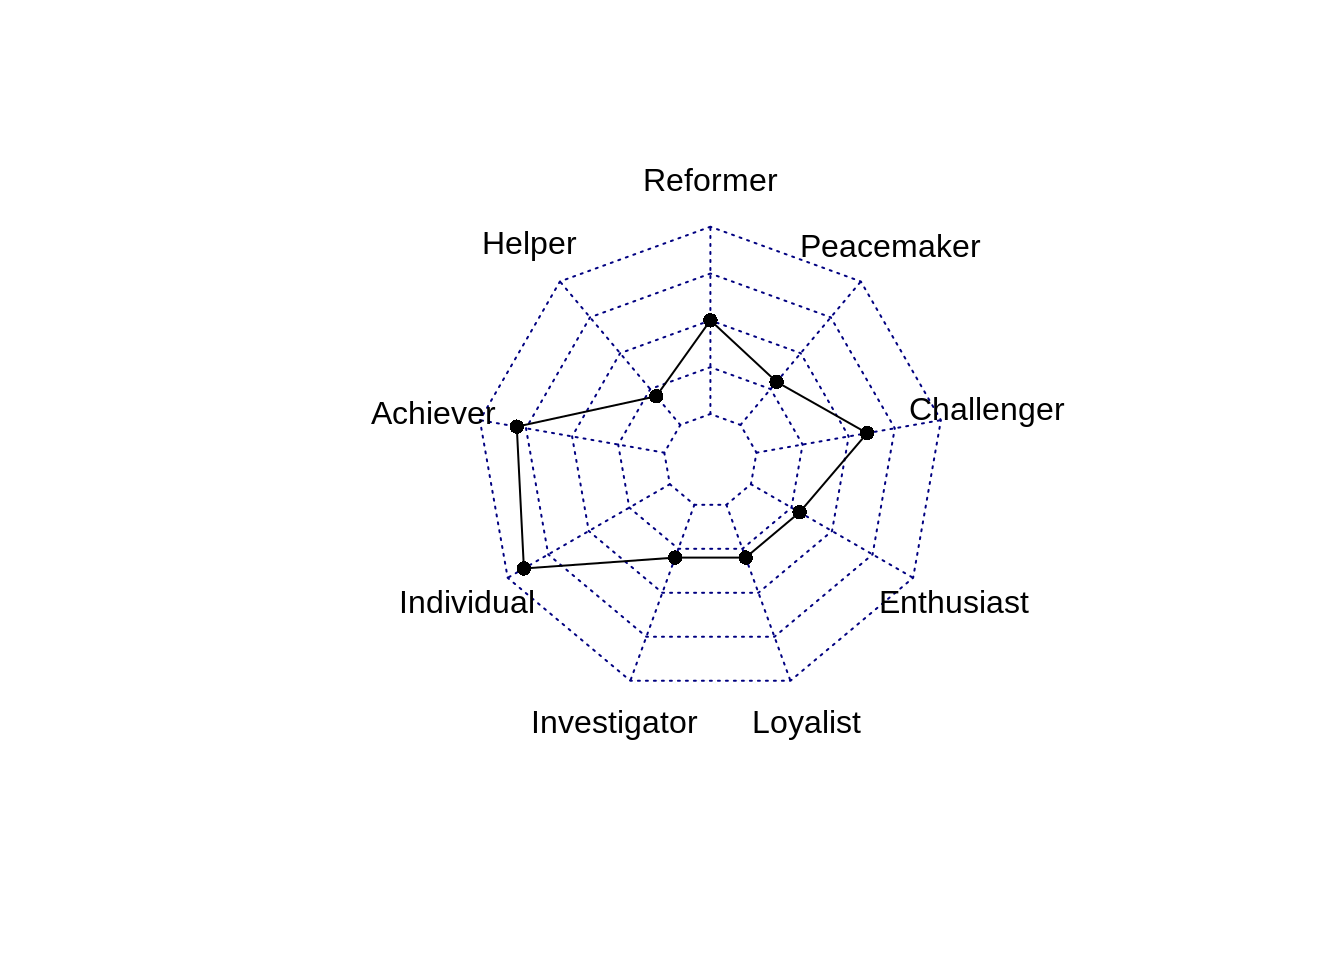 Reformer
Helper
Peacemaker
Achiever
Challenger
Individual
Enthusiast
Investigator
Loyalist